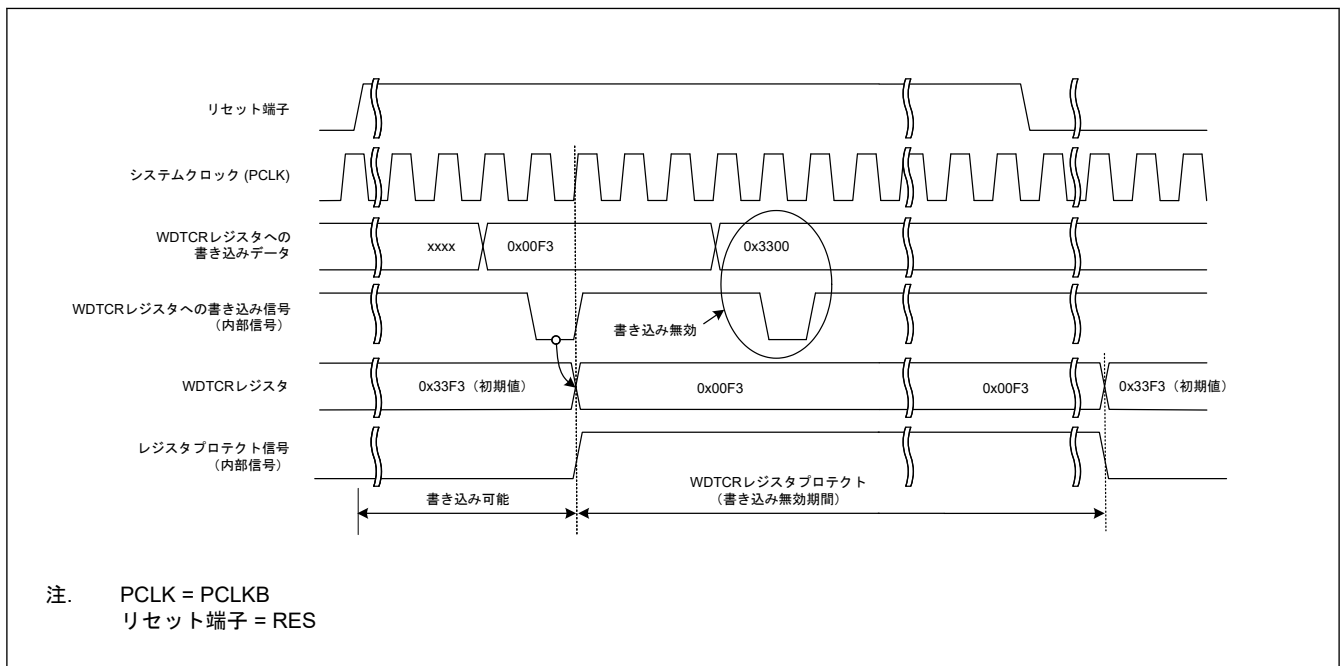 リセット端子
システムクロック (PCLK)
WDTCRレジスタへの
書き込みデータ
xxxx
0x00F3
0x3300
WDTCRレジスタへの書き込み信号
（内部信号）
書き込み無効
WDTCRレジスタ
0x33F3（初期値）
0x00F3
0x00F3
0x33F3（初期値）
レジスタプロテクト信号
（内部信号）
書き込み可能
WDTCRレジスタプロテクト
（書き込み無効期間）
注. PCLK = PCLKB
リセット端子 = RES